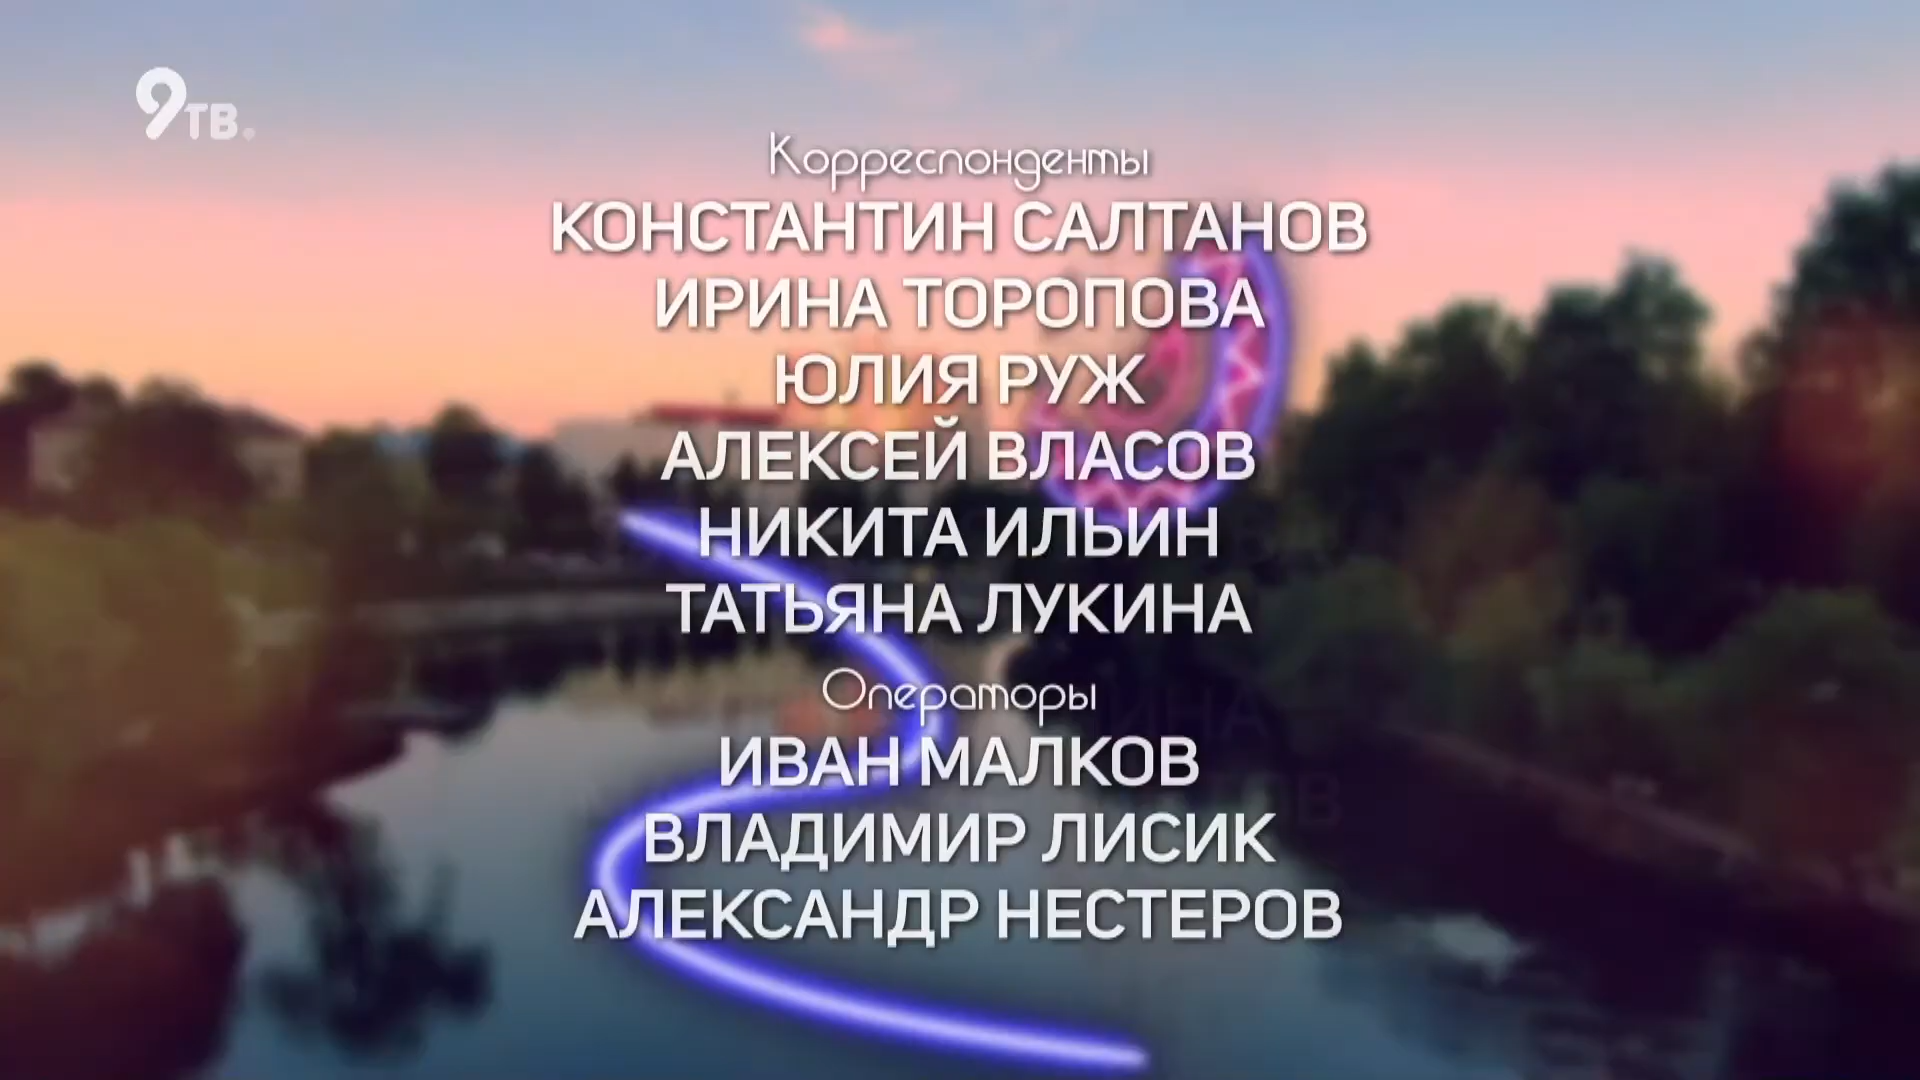 9ТВ.
Корреспонденты
КОНСТАНТИН САЛТАНОВ
ИРИНА ТОРОПОВА
ЮЛИЯ РУЖ
АЛЕКСЕЙ ВЛАСОВ
НИКИТА ИЛЬИН
ТАТЬЯНА ЛУКИНА
Операторы
ИВАН МАЛКОВ
ВЛАДИМИР ЛИСИК
АЛЕКСАНДР НЕСТЕРОВ